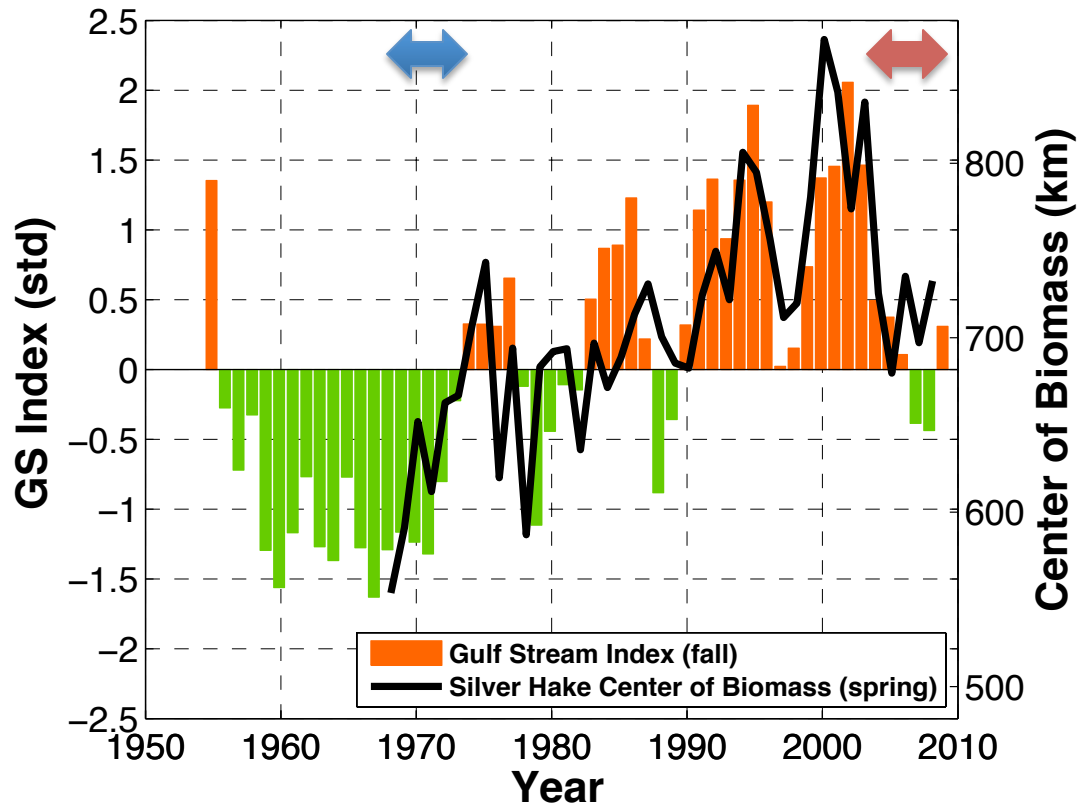 2.5
2
1.5
1
0.5
0
−0.5
−1
−1.5
−2
−2.5
GS Index (std)
800
700
600
500
Center of Biomass (km)
Gulf Stream Index (fall)
Silver Hake Center of Biomass (spring)
1950 1960 1970 1980 1990 2000 2010
Year